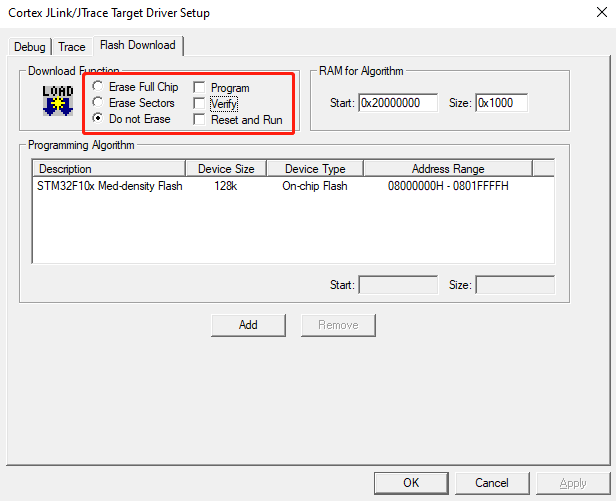 Cortex JLink/JTrace Target Driver Setup
Debug Trace Flash Download
Download Function
LOAD
Erase Full Chip Program
Erase Sectors Verify
Do not Erase Reset and Run
RAM for Algorithm
Start: 0x20000000 Size: 0x1000
Programming Algorithm
Description Device Size Device Type Address Range
STM32F10x Med-density Flash 128k On-chip Flash 08000000H - 0801FFFFH
Start: Size:
Add Remove
OK Cancel Apply